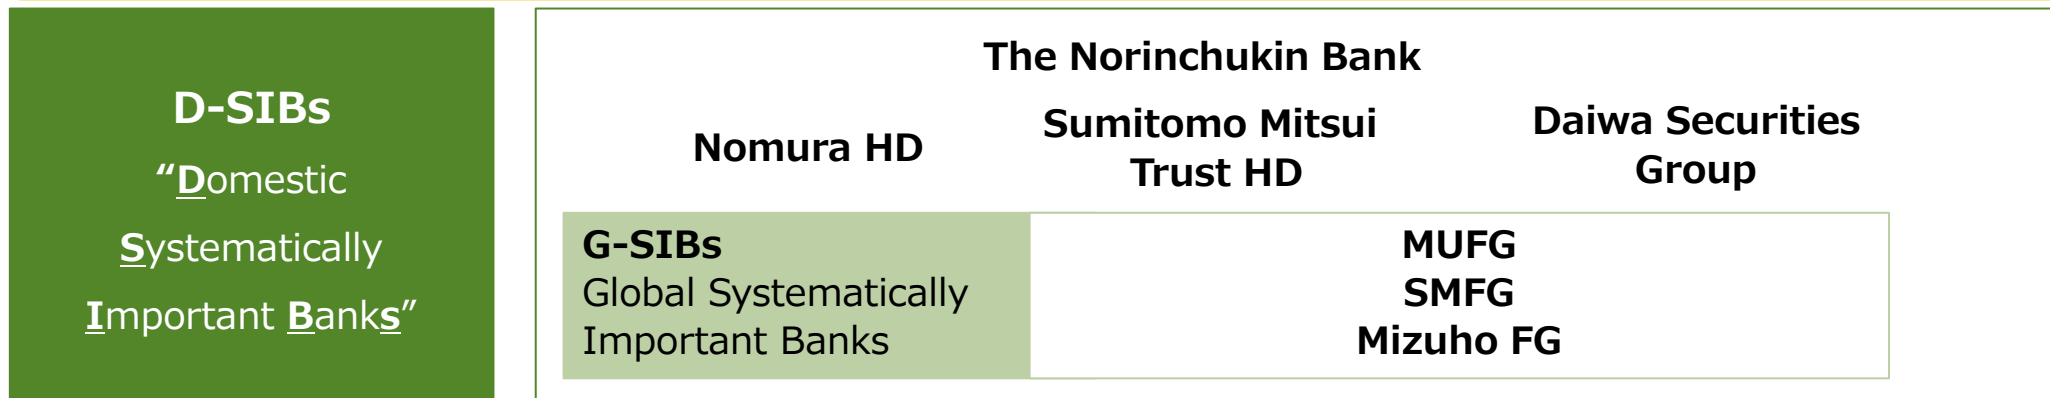 D-SIBs
“Domestic
Systematically
Important Banks”
The Norinchukin Bank
Nomura HD
Sumitomo Mitsui
Trust HD
Daiwa Securities
Group
G-SIBs
Global Systematically
Important Banks
MUFG
SMFG
Mizuho FG